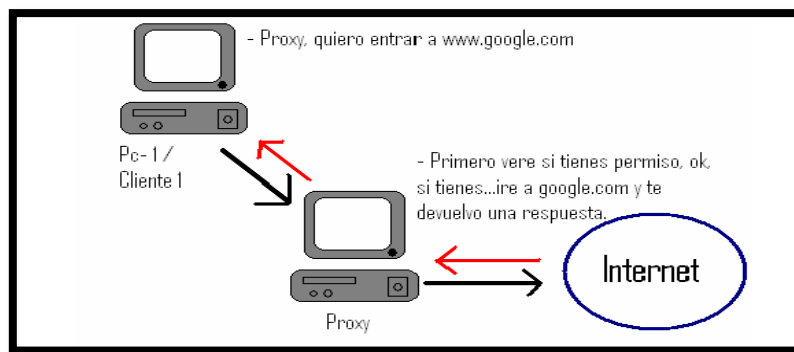 - Proxy, quiero entrar a www.google.com
Pc-1 /
Cliente 1
- Primero vere si tienes permiso, ok,
si tienes...ire a google.com y te
devuelvo una respuesta.
Internet
Proxy